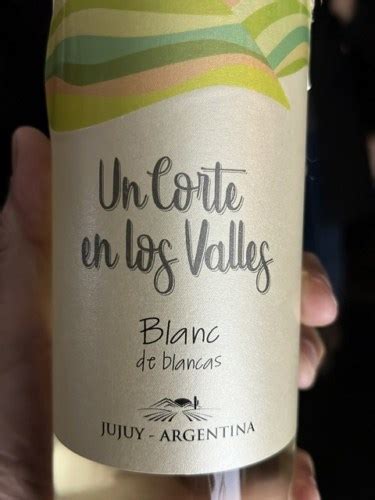 Un Corte
en los Valles
Blanc
de blancas
JUJUY - ARGENTINA